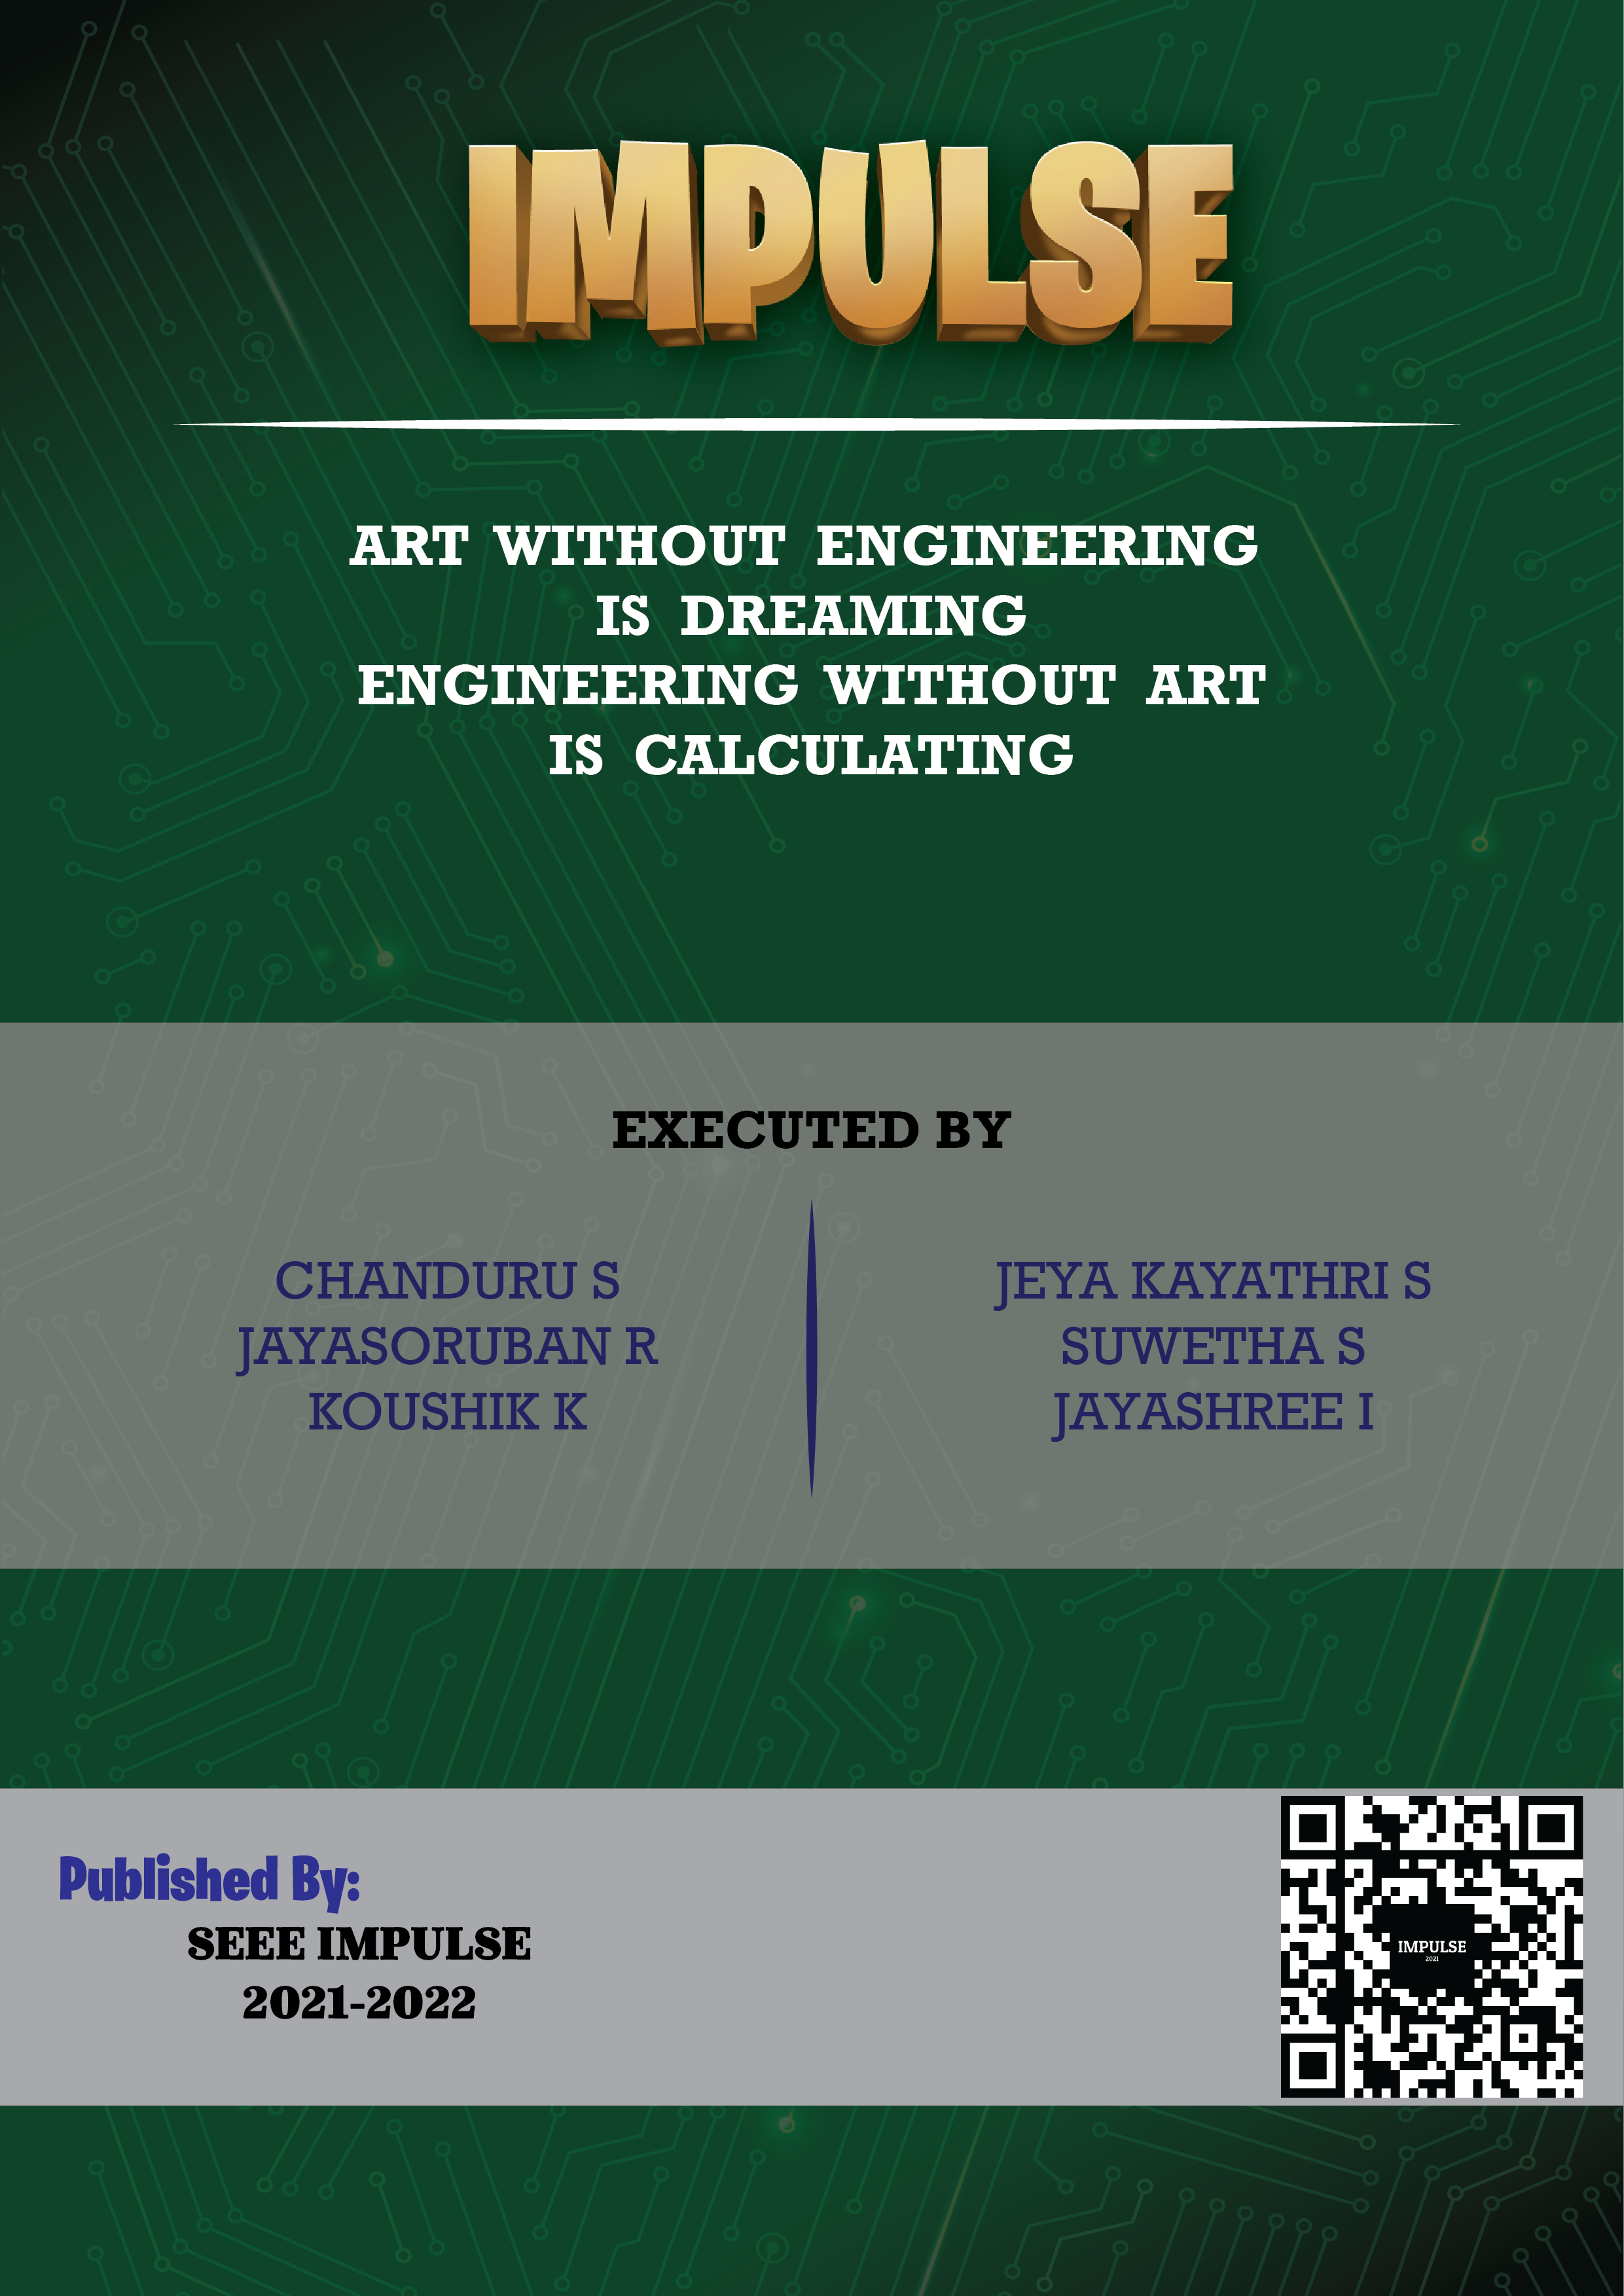 IMPULSE
ART WITHOUT ENGINEERING
IS DREAMING
ENGINEERING WITHOUT ART
IS CALCULATING
EXECUTED BY
CHANDURU S
JAYASORUBAN R
KOUSHIK K
JEYA KAYATHRI S
SUWETHA S
JAYASHREE I
Published By:
SEEE IMPULSE
2021-2022
IMPULSE
2021